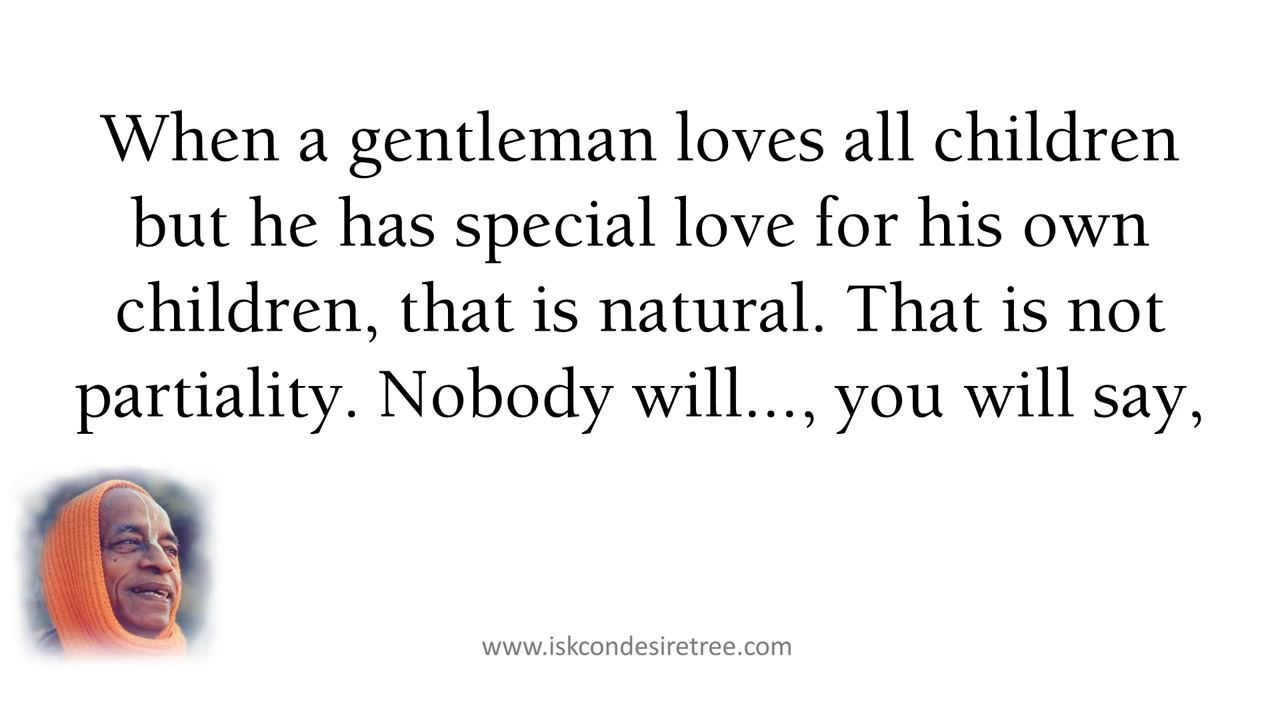 When a gentleman loves all children
but he has special love for his own
children, that is natural. That is not
partiality. Nobody will..., you will say,
www.iskcondesiretree.com